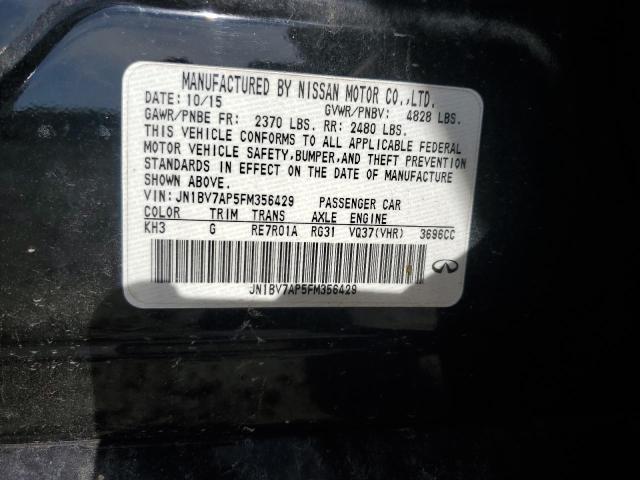 MANUFACTURED BY NISSAN MOTOR CO.,LTD.
DATE: 10/15 GVWR/PNBV: 4828 LBS.
GAWR/PNBE FR: 2370 LBS. RR: 2480 LBS.
THIS VEHICLE CONFORMS TO ALL APPLICABLE FEDERAL
MOTOR VEHICLE SAFETY,BUMPER,AND THEFT PREVENTION
STANDARDS IN EFFECT ON THE DATE OF MANUFACTURE
SHOWN ABOVE.
VIN: JN1BV7AP5FM356429 PASSENGER CAR
COLOR TRIM TRANS AXLE ENGINE
KH3 G RE7R01A RG31 VQ37(VHR) 3696CC
JN1BV7AP5FM356429